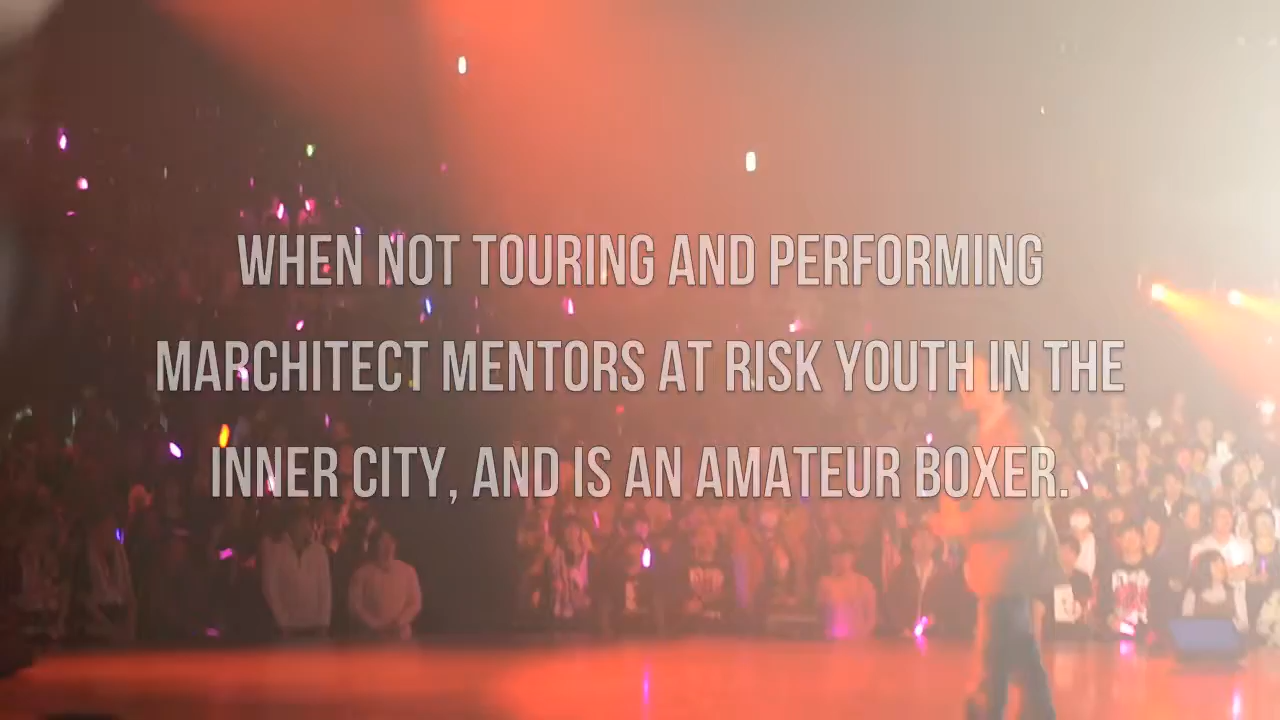 WHEN NOT TOURING AND PERFORMING
MARCHITECT MENTORS AT RISK YOUTH IN THE
INNER CITY, AND IS AN AMATEUR BOXER.